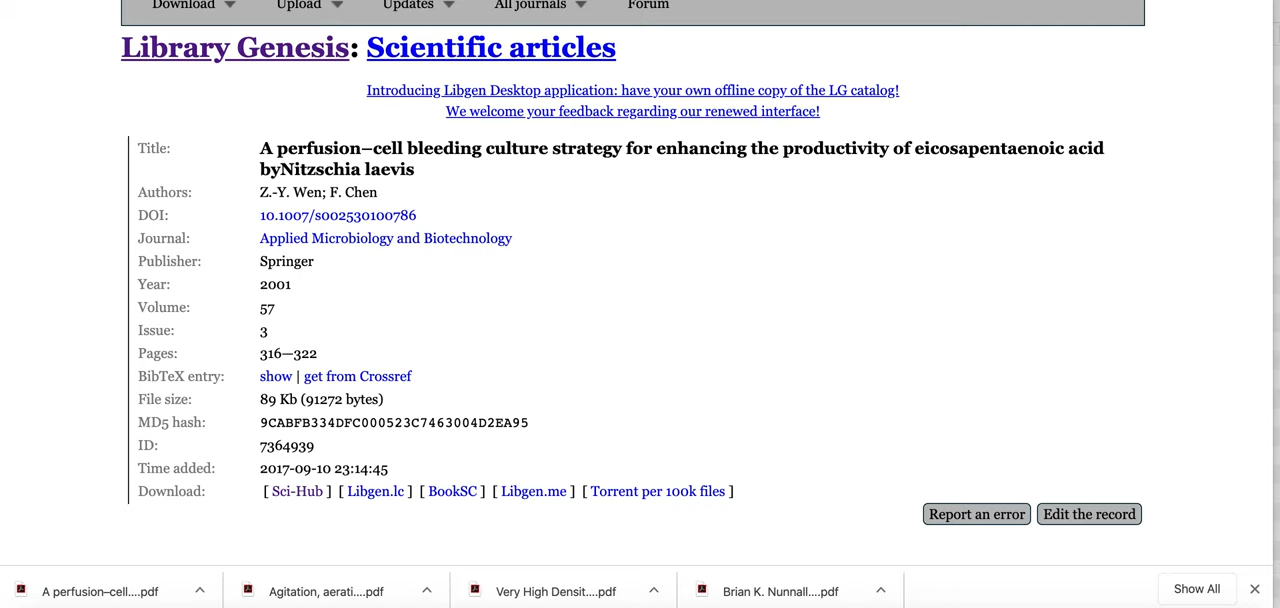 Download Upload Updates All journals Forum
Library Genesis: Scientific articles
Introducing Libgen Desktop application: have your own offline copy of the LG catalog!
We welcome your feedback regarding our renewed interface!
Title: A perfusion–cell bleeding culture strategy for enhancing the productivity of eicosapentaenoic acid
byNitzschia laevis
Authors: Z.-Y. Wen; F. Chen
DOI: 10.1007/s002530100786
Journal: Applied Microbiology and Biotechnology
Publisher: Springer
Year: 2001
Volume: 57
Issue: 3
Pages: 316—322
BibTeX entry: show | get from Crossref
File size: 89 Kb (91272 bytes)
MD5 hash: 9CABFB334DFC000523C7463004D2EA95
ID: 7364939
Time added: 2017-09-10 23:14:45
Download: [ Sci-Hub ] [ Libgen.lc ] [ BookSC ] [ Libgen.me ] [ Torrent per 100k files ]
Report an error Edit the record
A perfusion–cell....pdf Agitation, aerati....pdf Very High Densit....pdf Brian K. Nunnall....pdf Show All